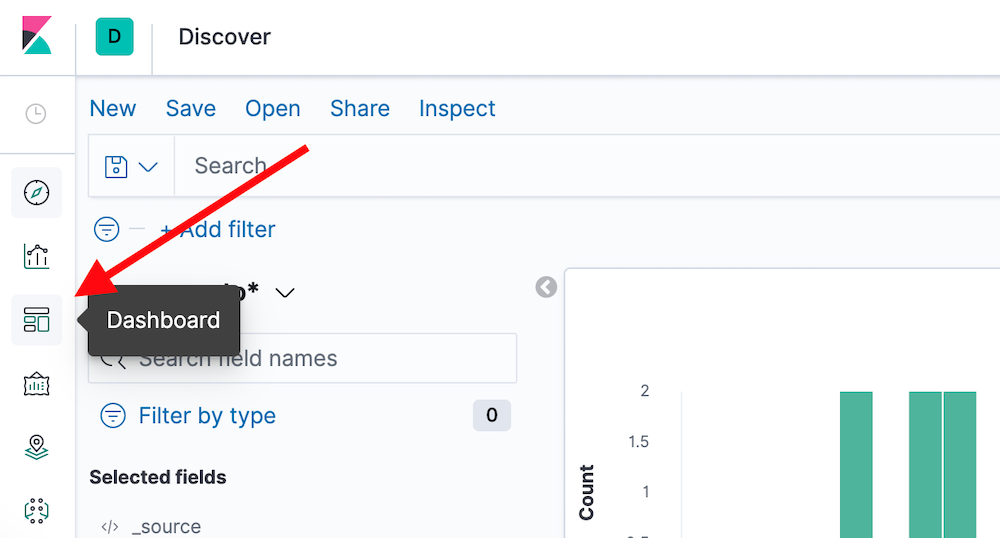 D Discover
New Save Open Share Inspect
Search
+ Add filter
Dashboard
Search field names
Filter by type 0
Selected fields
</> _source
2
1.5
1
Count